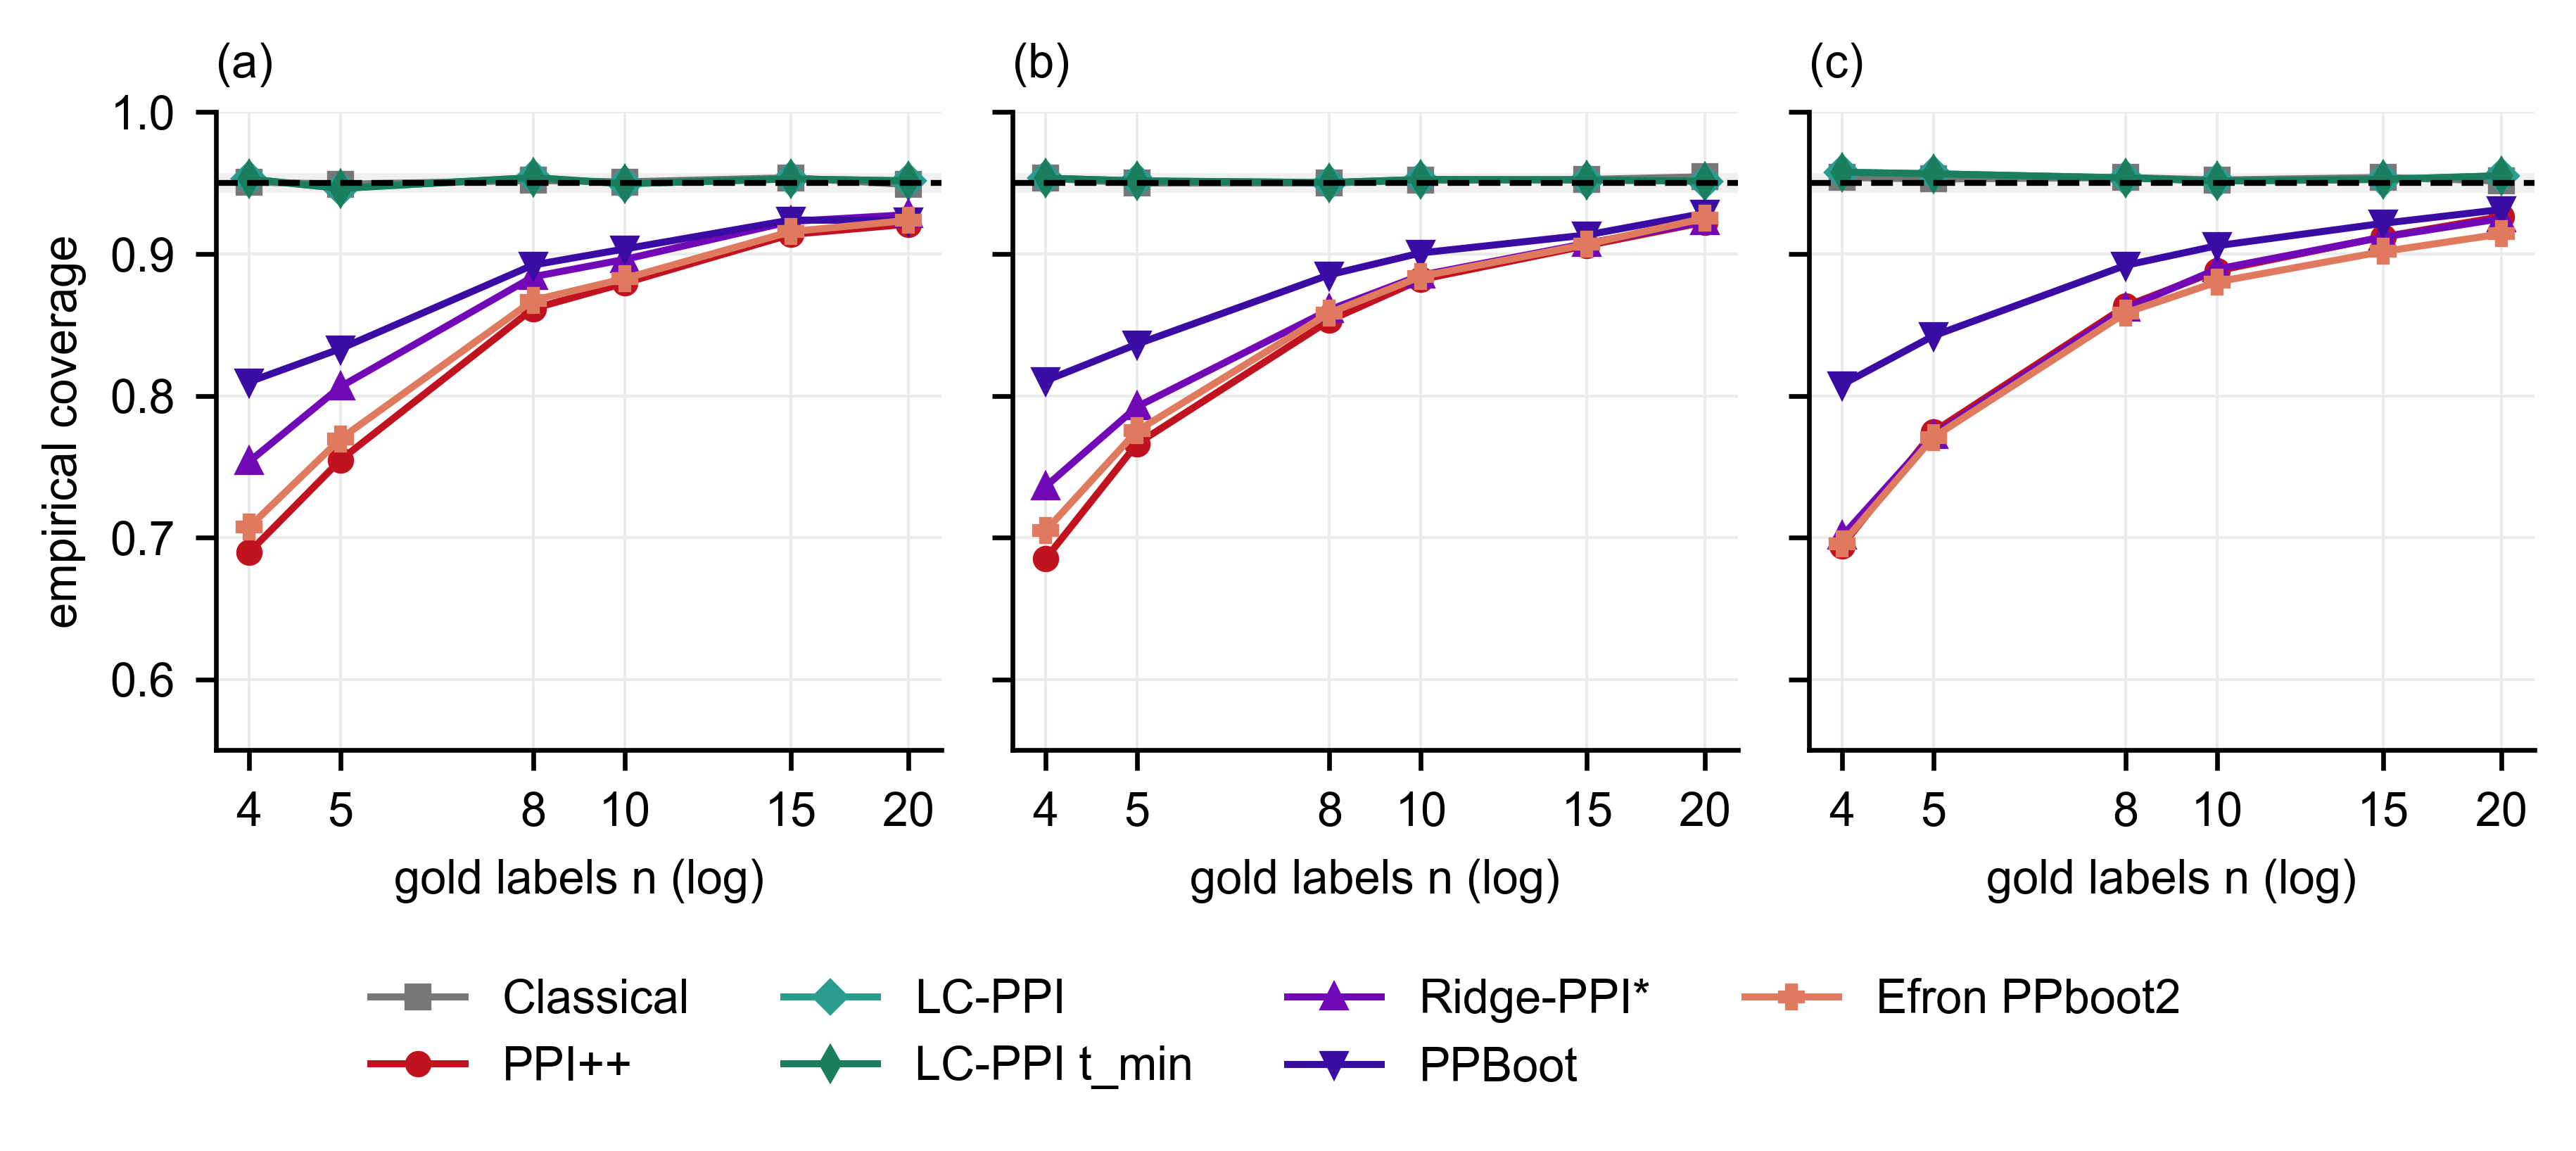 (a)
(b)
(c)
1.0
0.9
0.8
0.7
0.6
empirical coverage
4 5 8 10 15 20
4 5 8 10 15 20
4 5 8 10 15 20
gold labels n (log)
gold labels n (log)
gold labels n (log)
Classical
PPI++
LC-PPI
LC-PPI t_min
Ridge-PPI*
PPBoot
Efron PPboot2